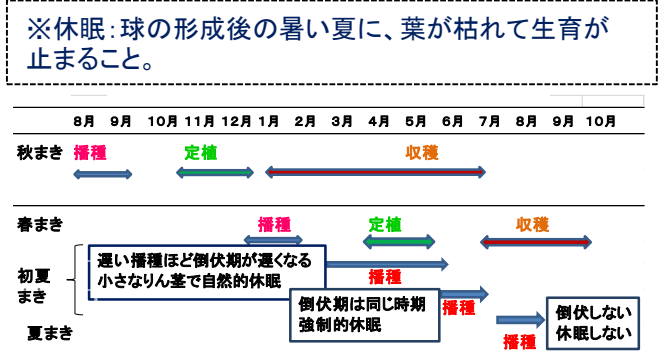 ※休眠：球の形成後の暑い夏に、葉が枯れて生育が
止まること。
8月 9月 10月 11月 12月 1月 2月 3月 4月 5月 6月 7月 8月 9月 10月
秋まき 播種 定植 収穫
春まき 播種 定植 収穫
遅い播種ほど倒伏期が遅くなる
小さなりん茎で自然的休眠
初夏
まき
播種
倒伏期は同じ時期
強制的休眠
播種
夏まき
播種
倒伏しない
休眠しない